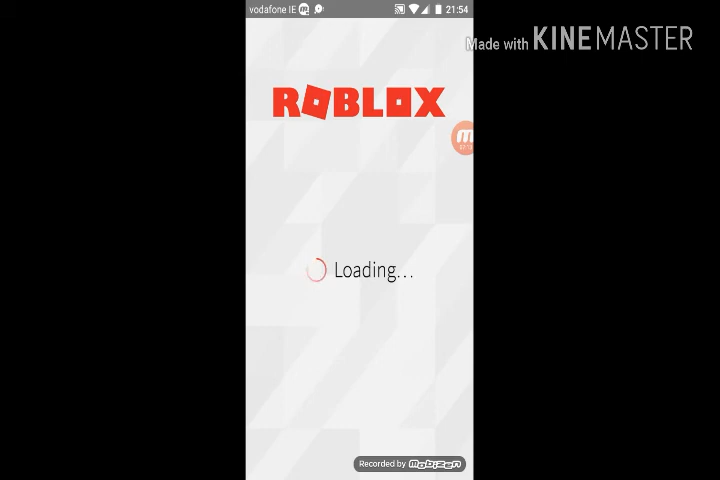 vodafone IE
21:54
Made with KINEMASTER
ROBLOX
Loading...
Recorded by mobizen